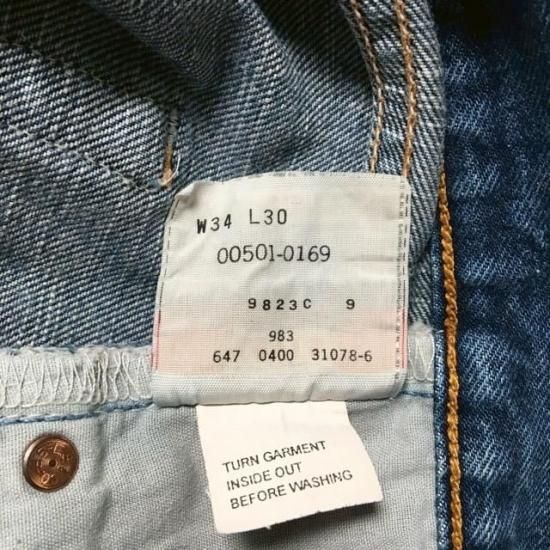 W34 L30
00501-0169
9823C 9
983
647 0400 31078-6
TURN GARMENT
INSIDE OUT
BEFORE WASHING